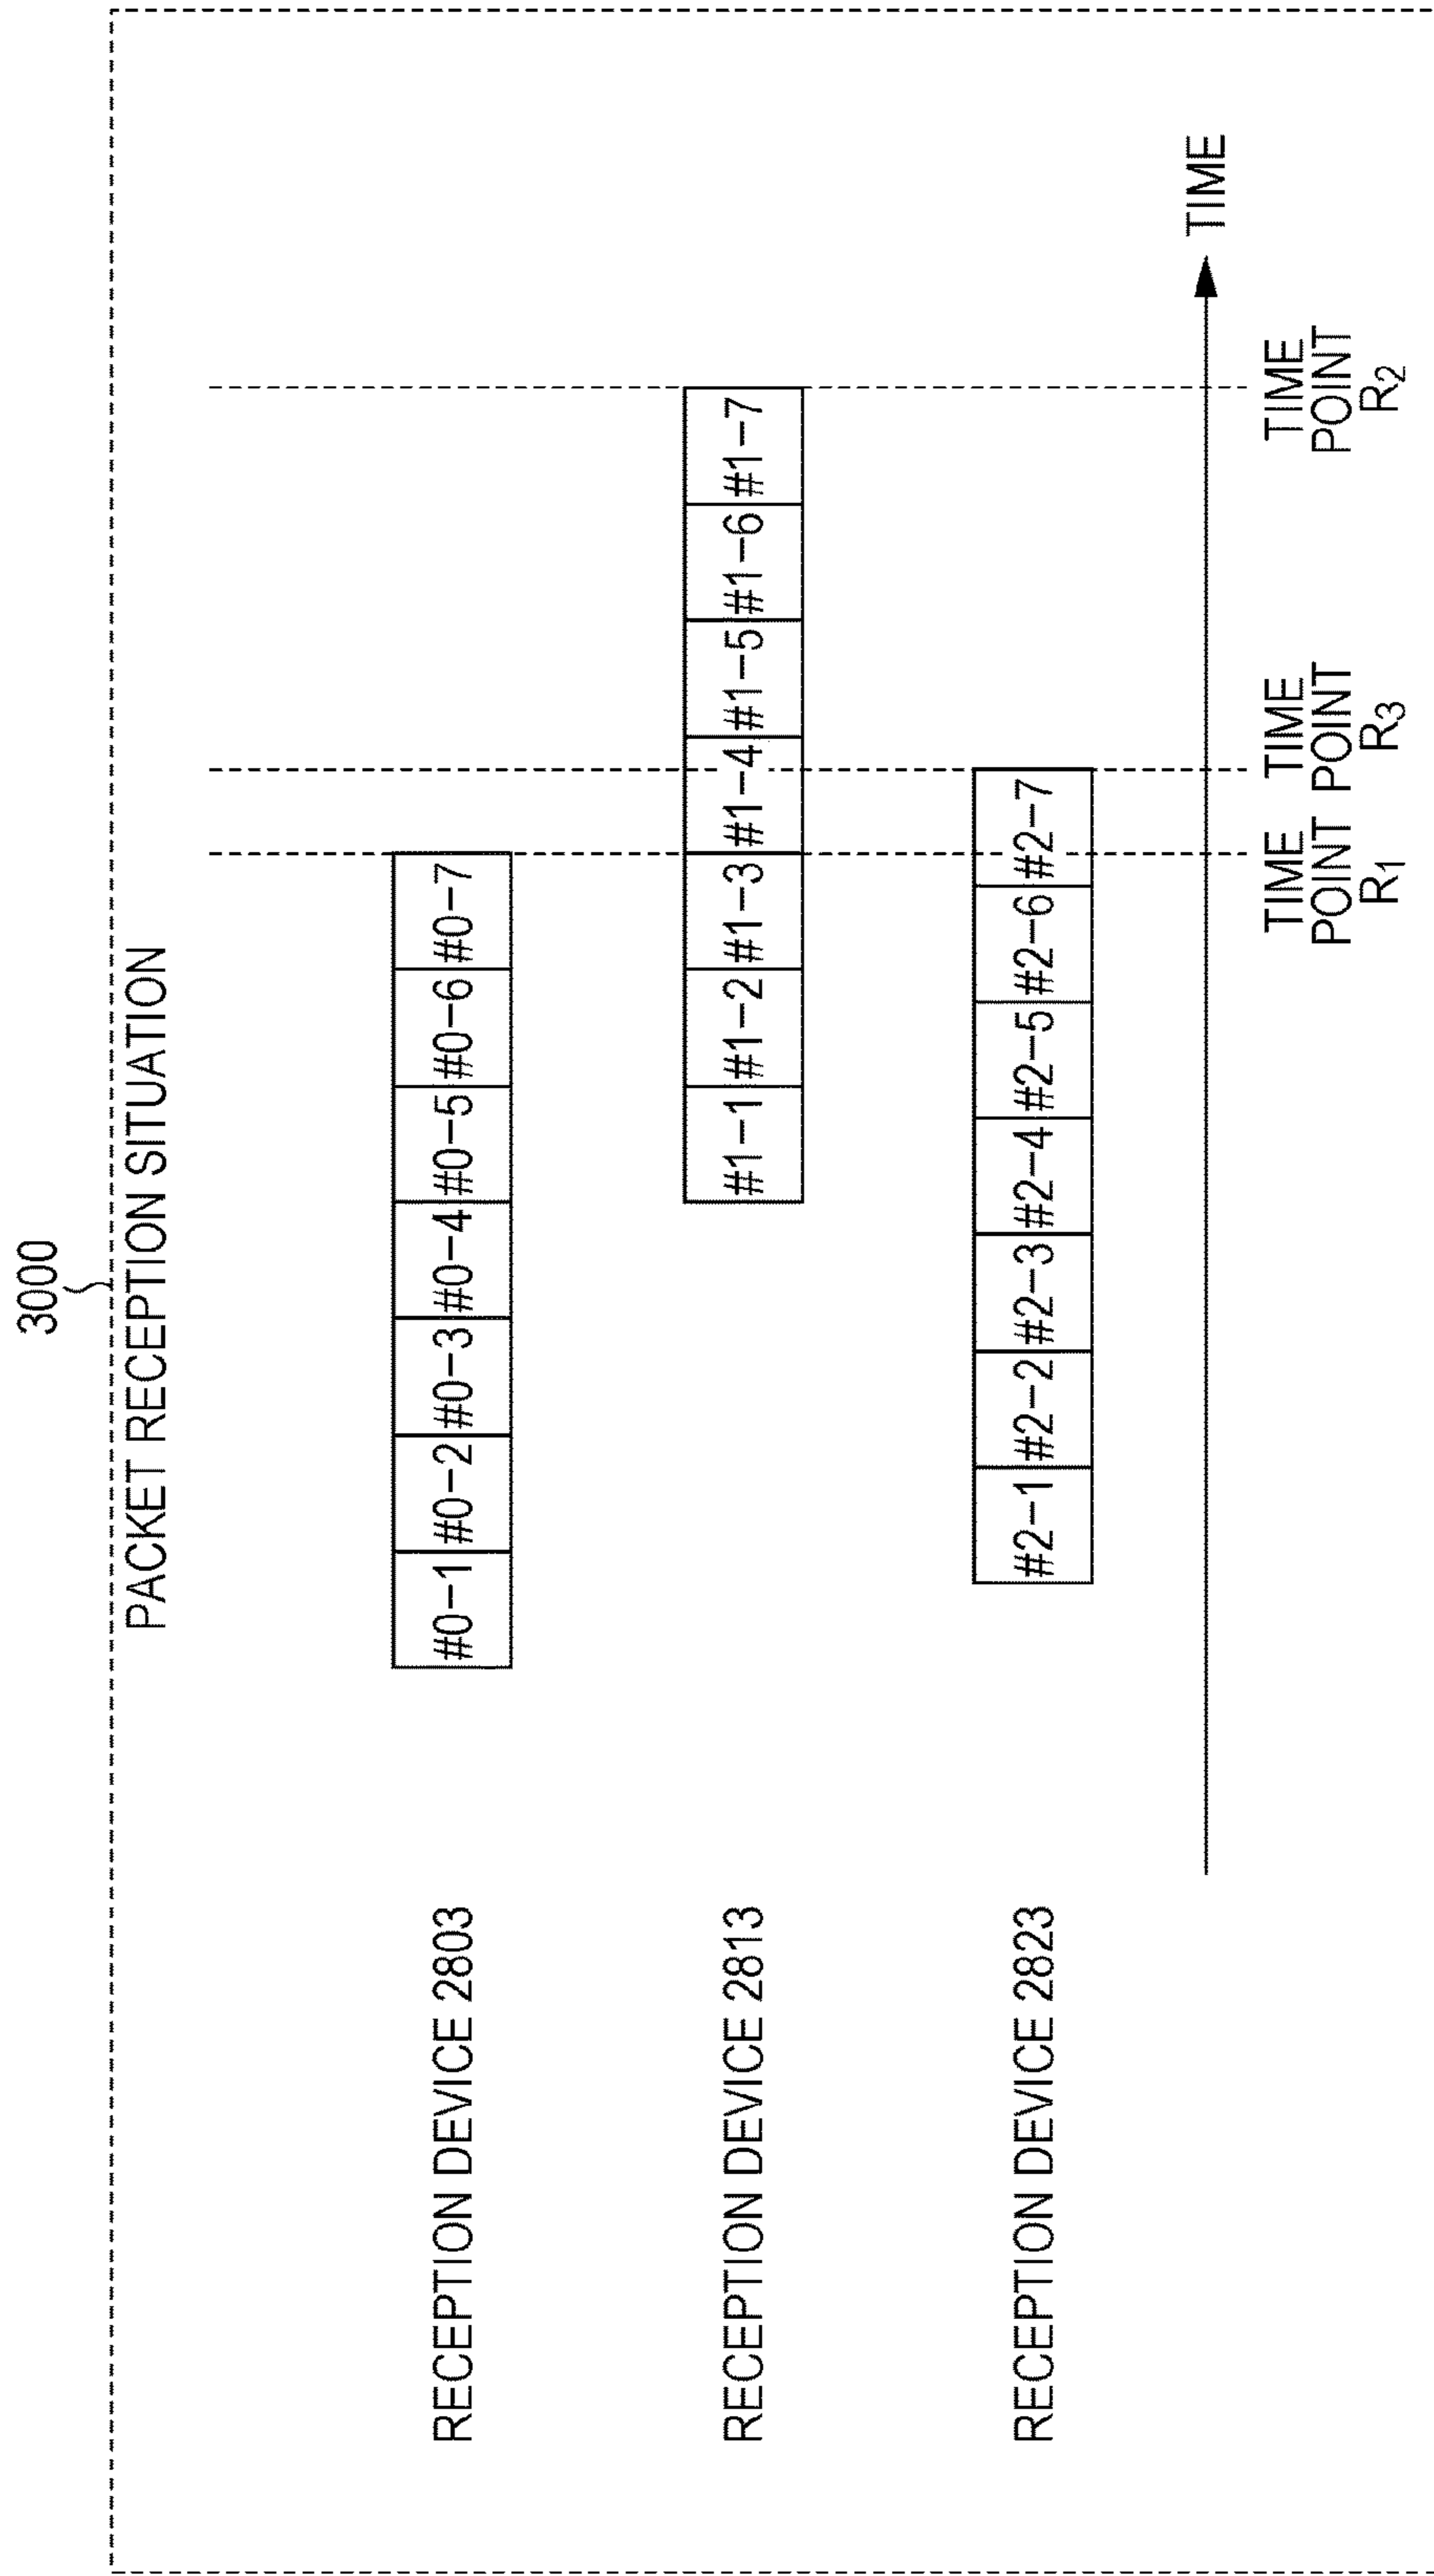 3000
PACKET RECEPTION SITUATION
RECEPTION DEVICE 2803
#0-1 #0-2 #0-3 #0-4 #0-5 #0-6 #0-7
RECEPTION DEVICE 2813
#1-1 #1-2 #1-3 #1-4 #1-5 #1-6 #1-7
RECEPTION DEVICE 2823
#2-1 #2-2 #2-3 #2-4 #2-5 #2-6 #2-7
TIME
TIME
POINT
R1
TIME
POINT
R3
TIME
POINT
R2